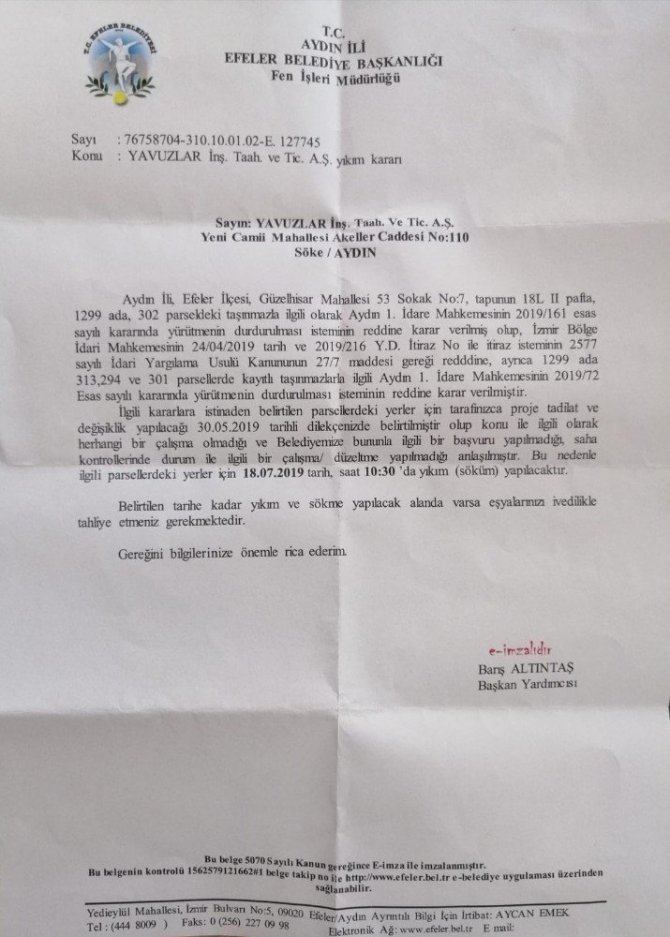 T.C. EFELER BELEDİYESİ
T.C.
AYDIN İLİ
EFELER BELEDİYE BAŞKANLIĞI
Fen İşleri Müdürlüğü
Sayı : 76758704-310.10.01.02-E. 127745
Konu : YAVUZLAR İnş. Taah. ve Tic. A.Ş. yıkım kararı
Sayın: YAVUZLAR İnş. Taah. Ve Tic. A.Ş.
Yeni Camii Mahallesi Akeller Caddesi No:110
Söke / AYDIN
Aydın İli, Efeler İlçesi, Güzelhisar Mahallesi 53 Sokak No:7, tapunun 18L II pafta,
1299 ada, 302 parseldeki taşınmazla ilgili olarak Aydın 1. İdare Mahkemesinin 2019/161 esas
sayılı kararında yürütmenin durdurulması isteminin reddine karar verilmiş olup, İzmir Bölge
İdari Mahkemesinin 24/04/2019 tarih ve 2019/216 Y.D. İtiraz No ile itiraz isteminin 2577
sayılı İdari Yargılama Usulü Kanununun 27/7 maddesi gereği redddine, ayrıca 1299 ada
313,294 ve 301 parsellerde kayıtlı taşınmazlarla ilgili Aydın 1. İdare Mahkemesinin 2019/72
Esas sayılı kararında yürütmenin durdurulması isteminin reddine karar verilmiştir.
İlgili kararlara istinaden belirtilen parsellerdeki yerler için tarafınızca proje tadilat ve
değişiklik yapılacağı 30.05.2019 tarihli dilekçenizde belirtilmiştir olup konu ile ilgili olarak
herhangi bir çalışma olmadığı ve Belediyemize bununla ilgili bir başvuru yapılmadığı, saha
kontrollerinde durum ile ilgili bir çalışma/ düzeltme yapılmadığı anlaşılmıştır. Bu nedenle
ilgili parsellerdeki yerler için 18.07.2019 tarih, saat 10:30 'da yıkım (söküm) yapılacaktır.
Belirtilen tarihe kadar yıkım ve sökme yapılacak alanda varsa eşyalarınızı ivedilikle
tahliye etmeniz gerekmektedir.
Gereğini bilgilerinize önemle rica ederim.
e-imzalıdır
Barış ALTINTAŞ
Başkan Yardımcısı
Bu belge 5070 Sayılı Kanun gereğince E-imza ile imzalanmıştır.
Bu belgenin kontrolü 1562579121662#1 belge takip no ile http://www.efeler.bel.tr e-belediye uygulaması üzerinden
sağlanabilir.
Yedieylül Mahallesi, İzmir Bulvarı No:5, 09020 Efeler/Aydın Ayrıntılı Bilgi İçin İrtibat: AYCAN EMEK
Tel : (444 8009 ) Faks: 0 (256) 227 09 98 Elektronik Ağ: www.efeler.bel.tr E mail: